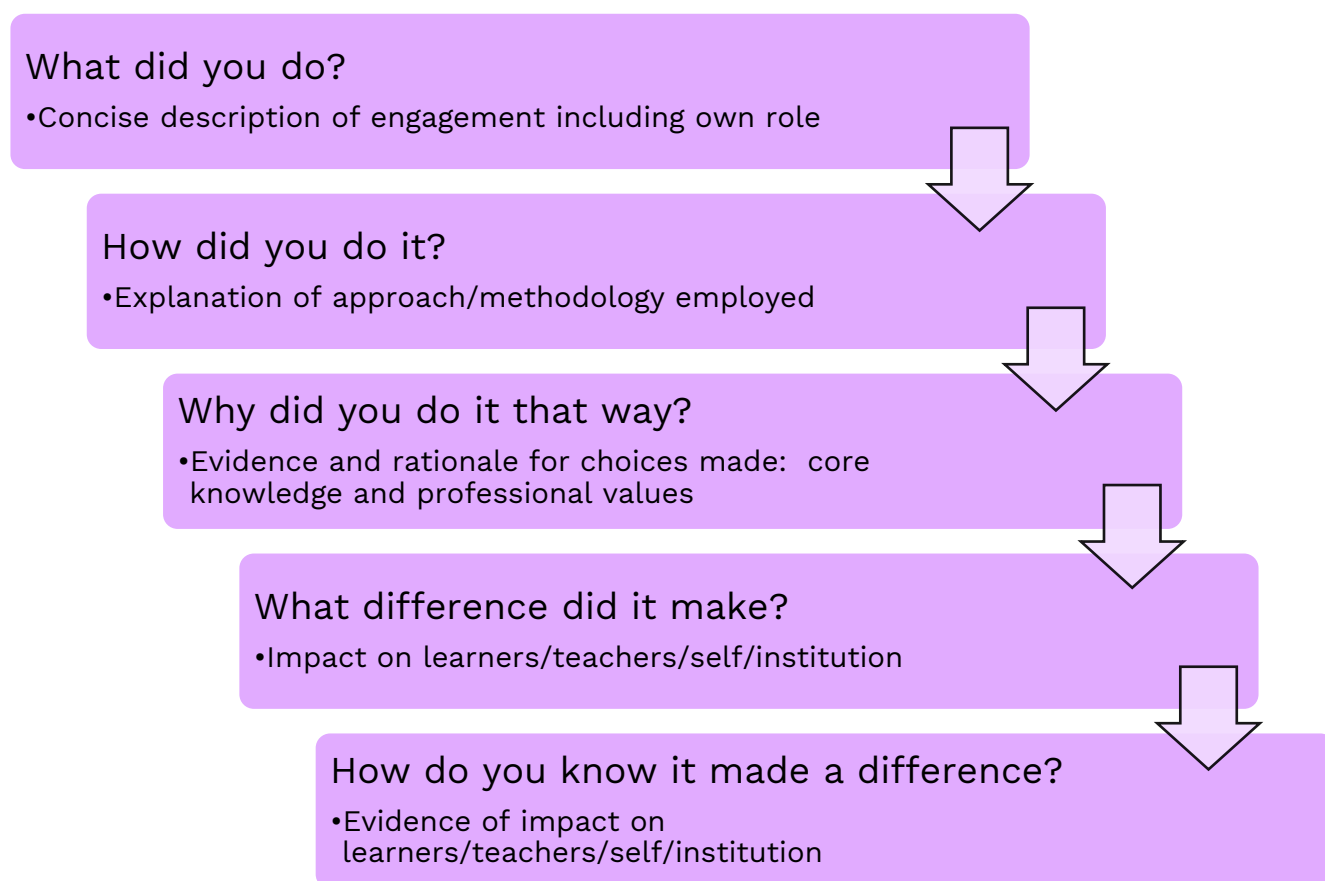 What did you do?
•Concise description of engagement including own role
How did you do it?
•Explanation of approach/methodology employed
Why did you do it that way?
•Evidence and rationale for choices made:  core
knowledge and professional values
What difference did it make?
•Impact on learners/teachers/self/institution
How do you know it made a difference?
•Evidence of impact on
learners/teachers/self/institution